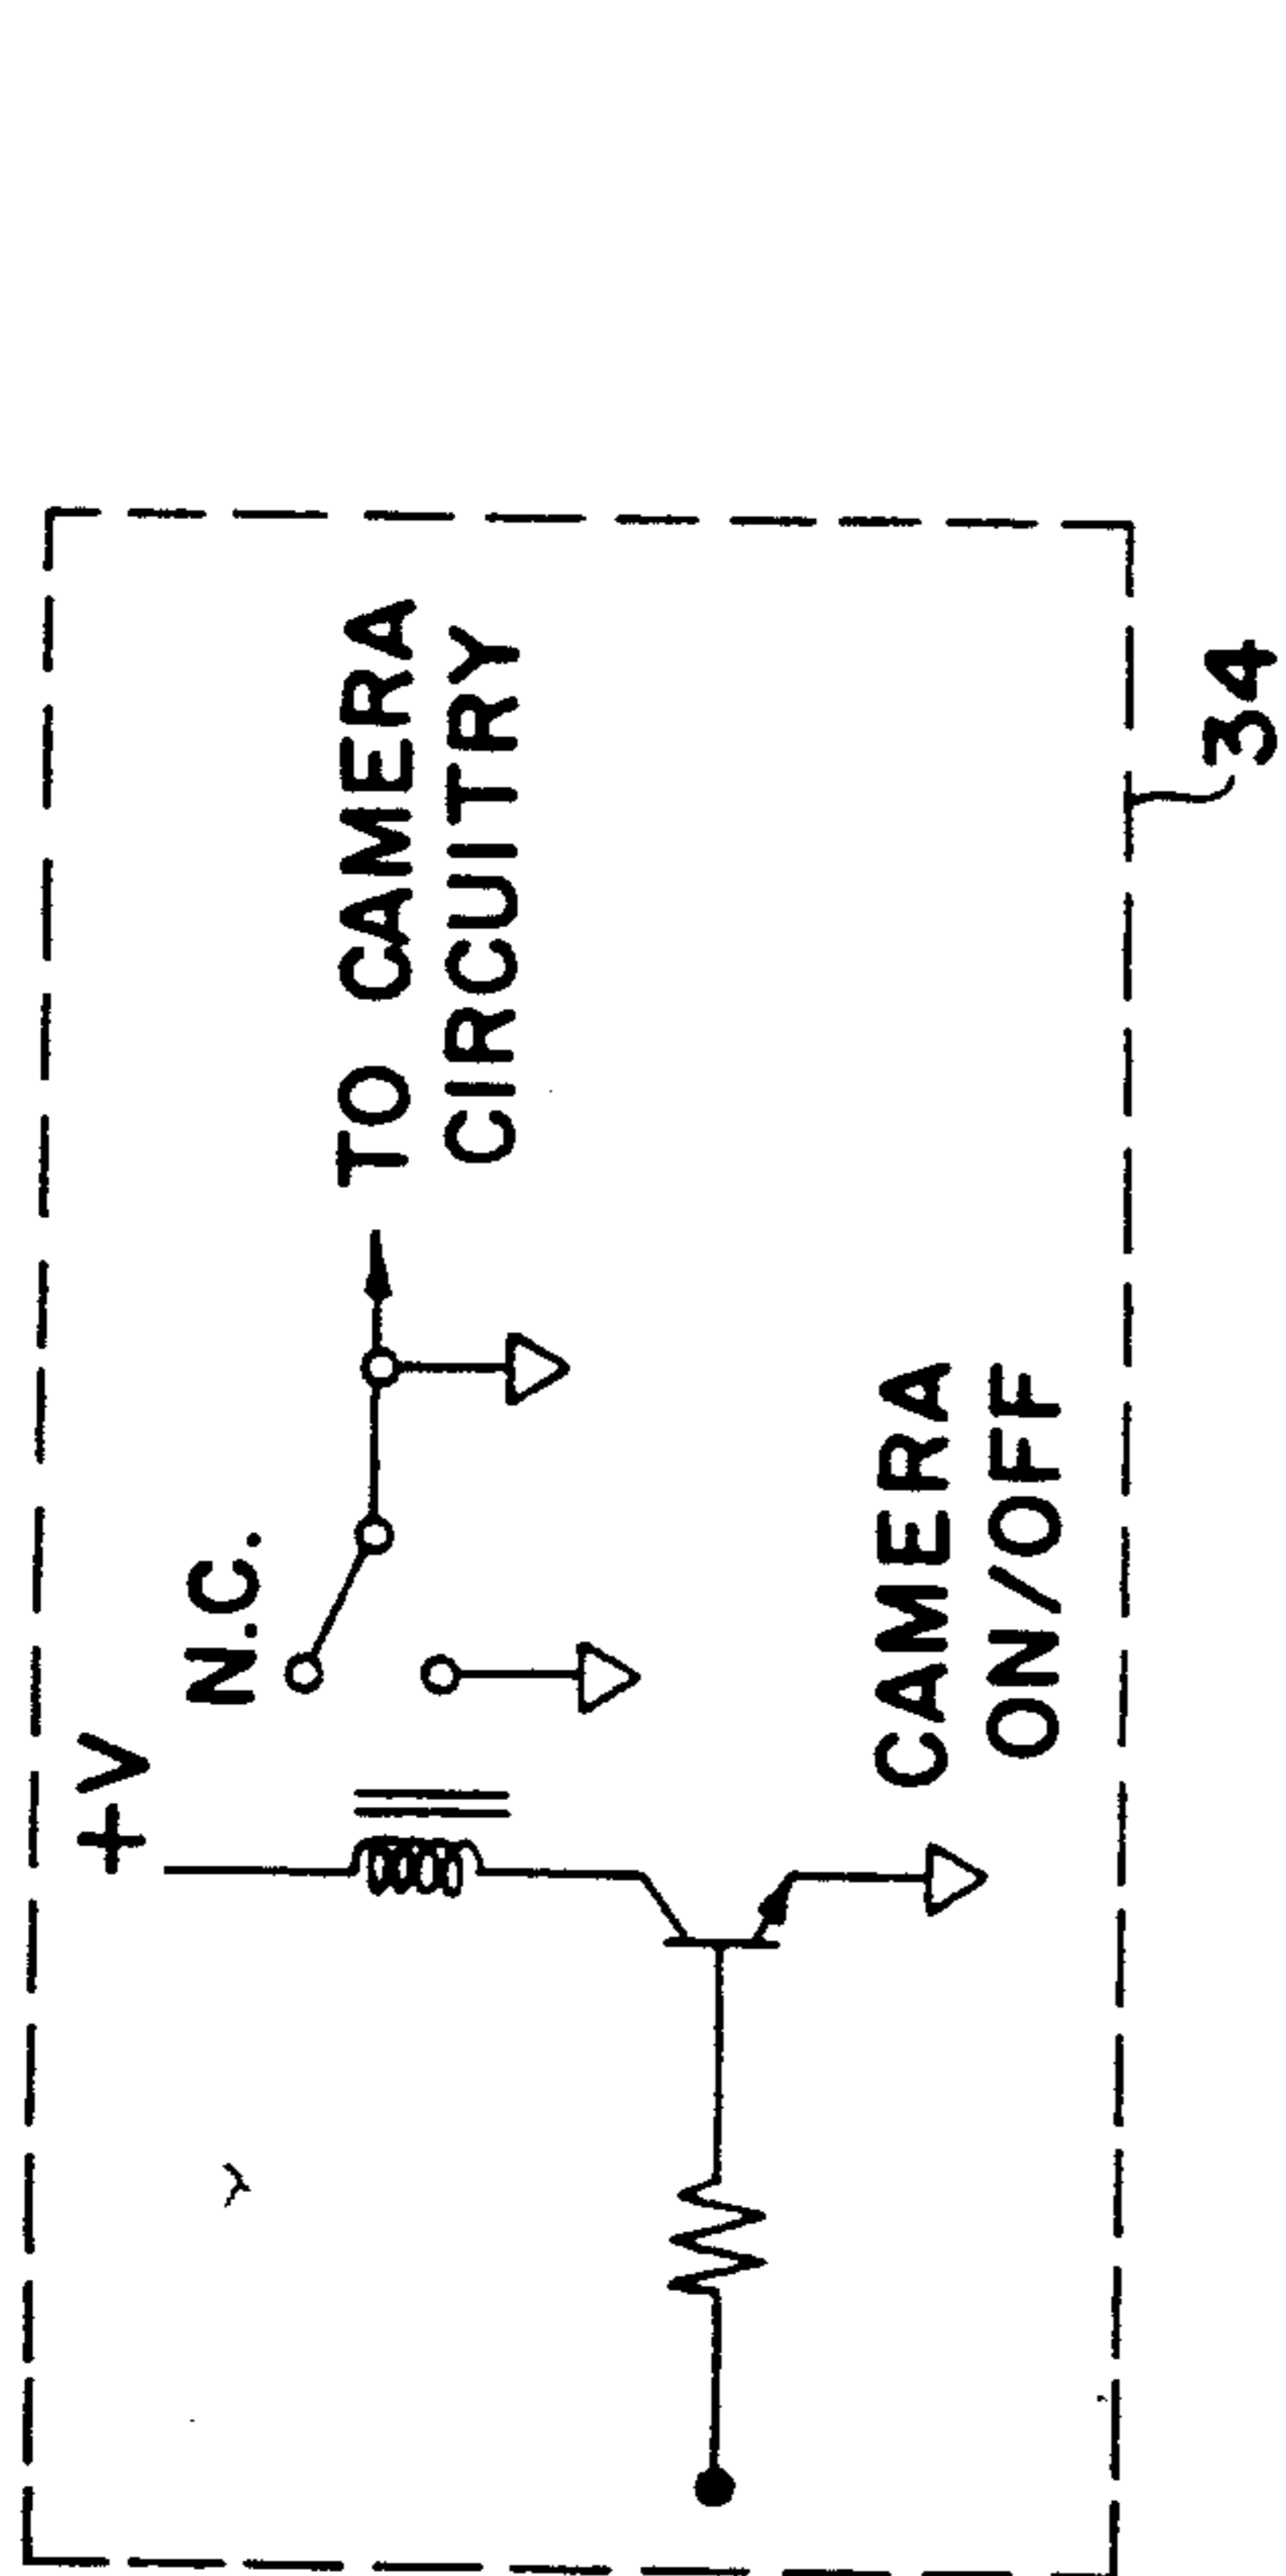 +V
N.C.
TO CAMERA
CIRCUITRY
CAMERA
ON/OFF
34